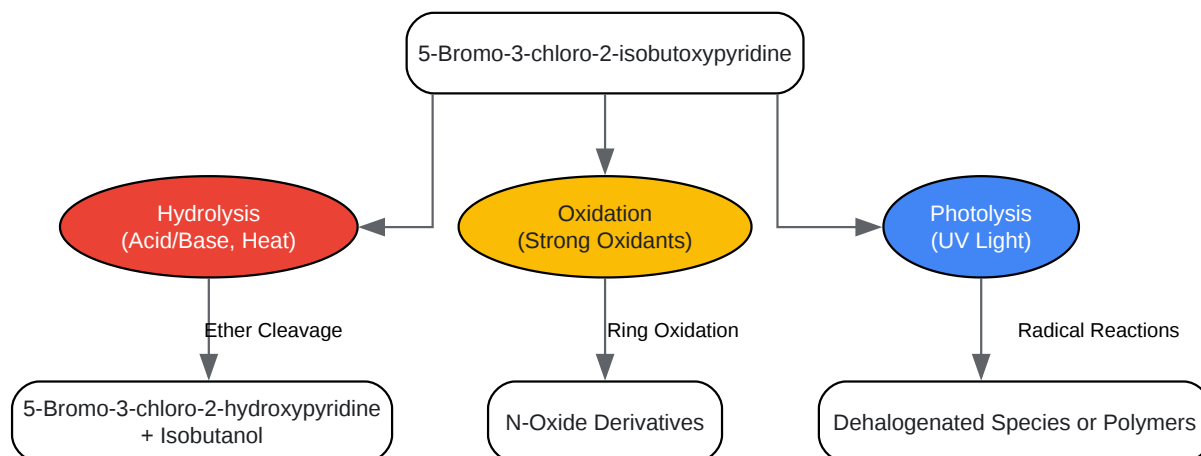 5-Bromo-3-chloro-2-isobutoxypyridine
Hydrolysis
(Acid/Base, Heat)
Oxidation
(Strong Oxidants)
Photolysis
(UV Light)
Ether Cleavage
Ring Oxidation
Radical Reactions
5-Bromo-3-chloro-2-hydroxypyridine
+ Isobutanol
N-Oxide Derivatives
Dehalogenated Species or Polymers